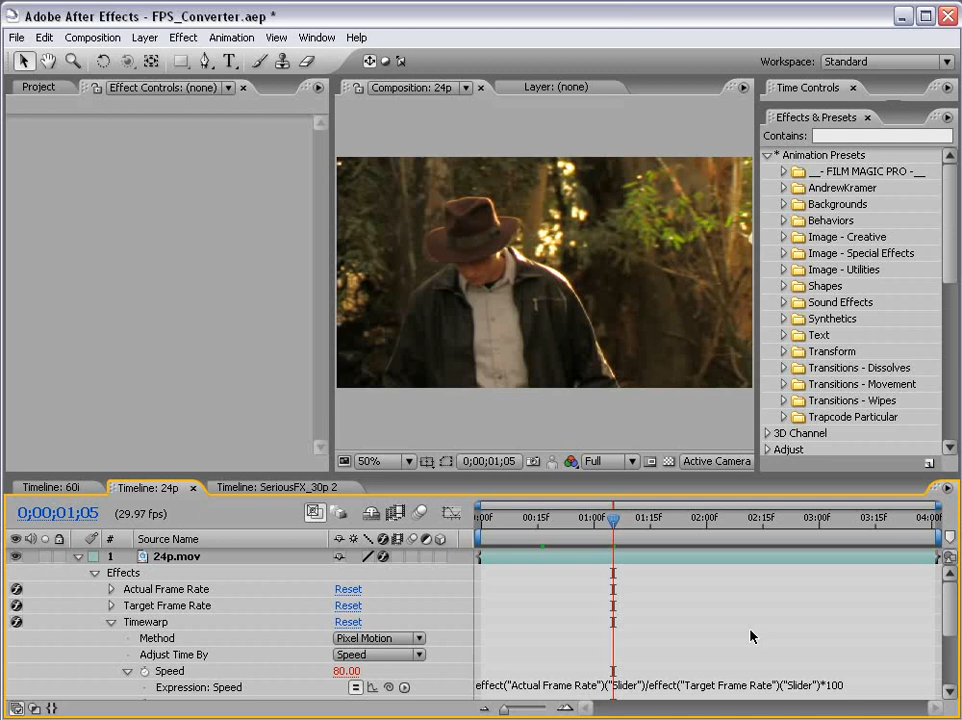 Adobe After Effects - FPS_Converter.aep *
File Edit Composition Layer Effect Animation View Window Help
Workspace: Standard
Project Effect Controls: (none) Composition: 24p Layer: (none) Time Controls
Effects & Presets
Contains:
* Animation Presets
__- FILM MAGIC PRO -__
AndrewKramer
Backgrounds
Behaviors
Image - Creative
Image - Special Effects
Image - Utilities
Shapes
Sound Effects
Synthetics
Text
Transform
Transitions - Dissolves
Transitions - Movement
Transitions - Wipes
Trapcode Particular
3D Channel
Adjust
50% 0;00;01;05 Full Active Camera
Timeline: 60i Timeline: 24p Timeline: SeriousFX_30p 2
0;00;01;05 (29.97 fps) :00f 00:15f 01:00f 01:15f 02:00f 02:15f 03:00f 03:15f 04:00f
# Source Name
1 24p.mov
Effects
Actual Frame Rate Reset
Target Frame Rate Reset
Timewarp Reset
Method Pixel Motion
Adjust Time By Speed
Speed 80.00
Expression: Speed effect("Actual Frame Rate")("Slider")/effect("Target Frame Rate")("Slider")*100